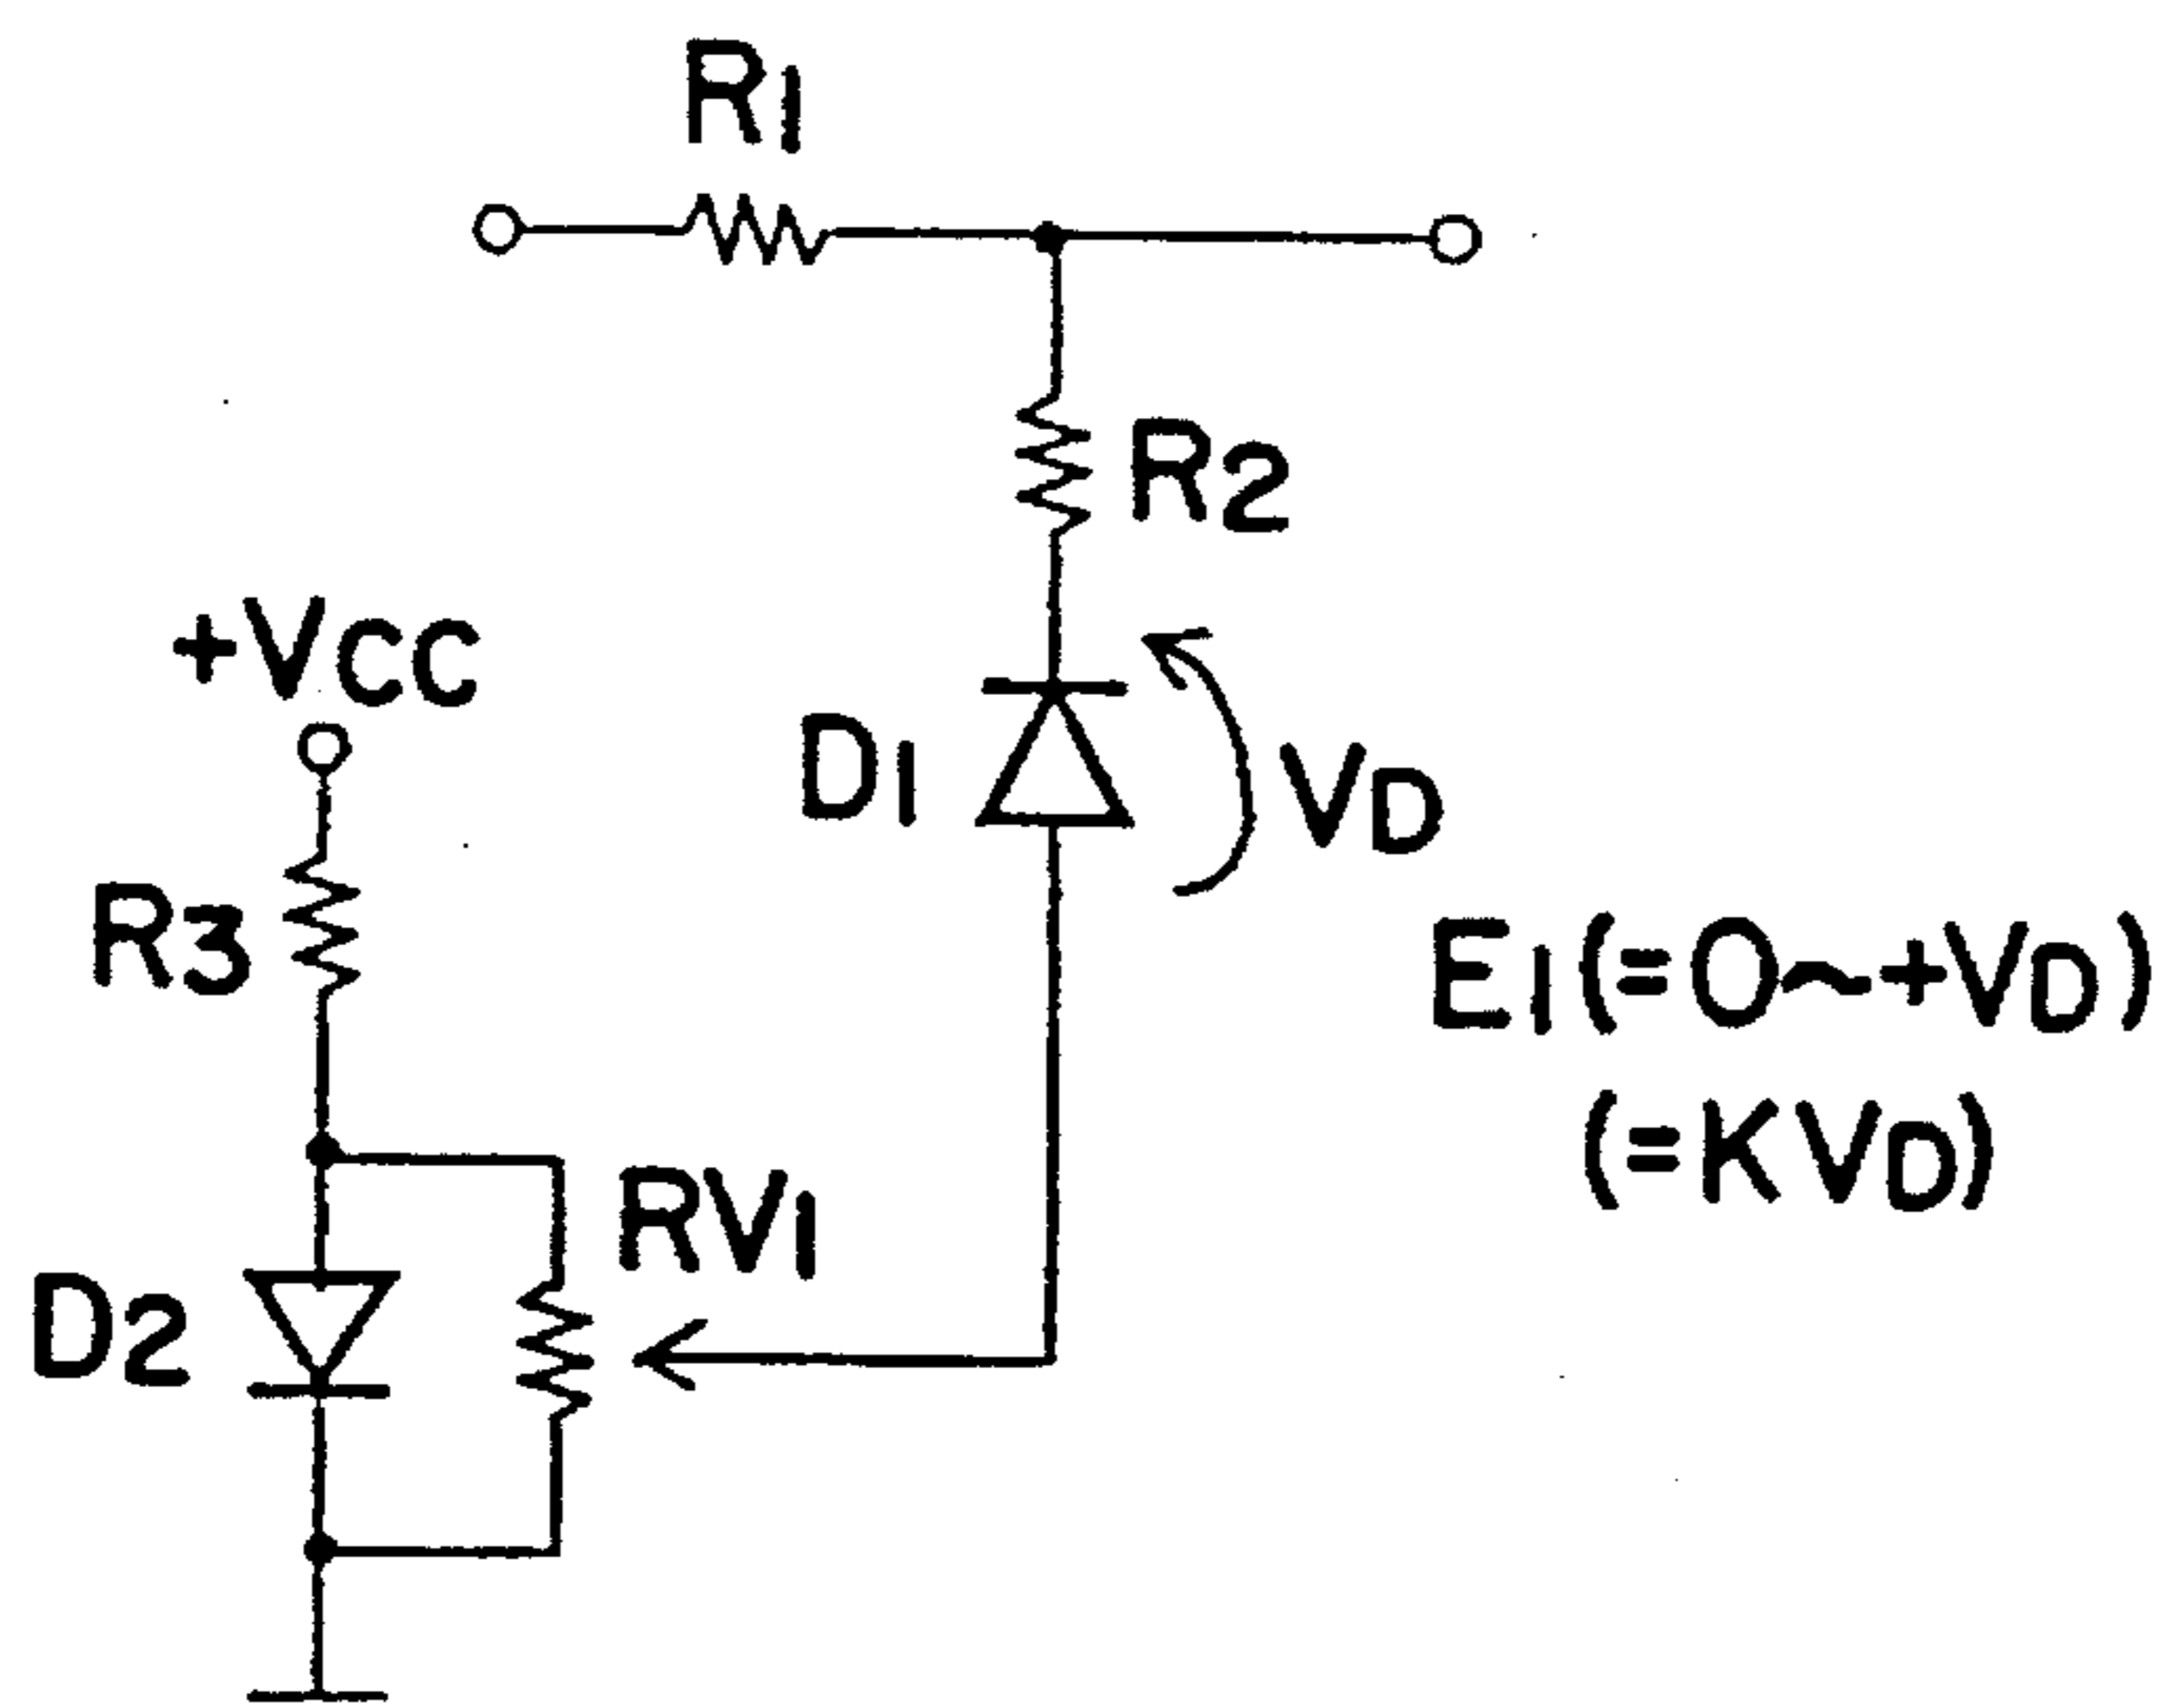 R1
R2
+VCC
D1
VD
R3
E1(=0~+VD)
(=KVD)
RV1
D2